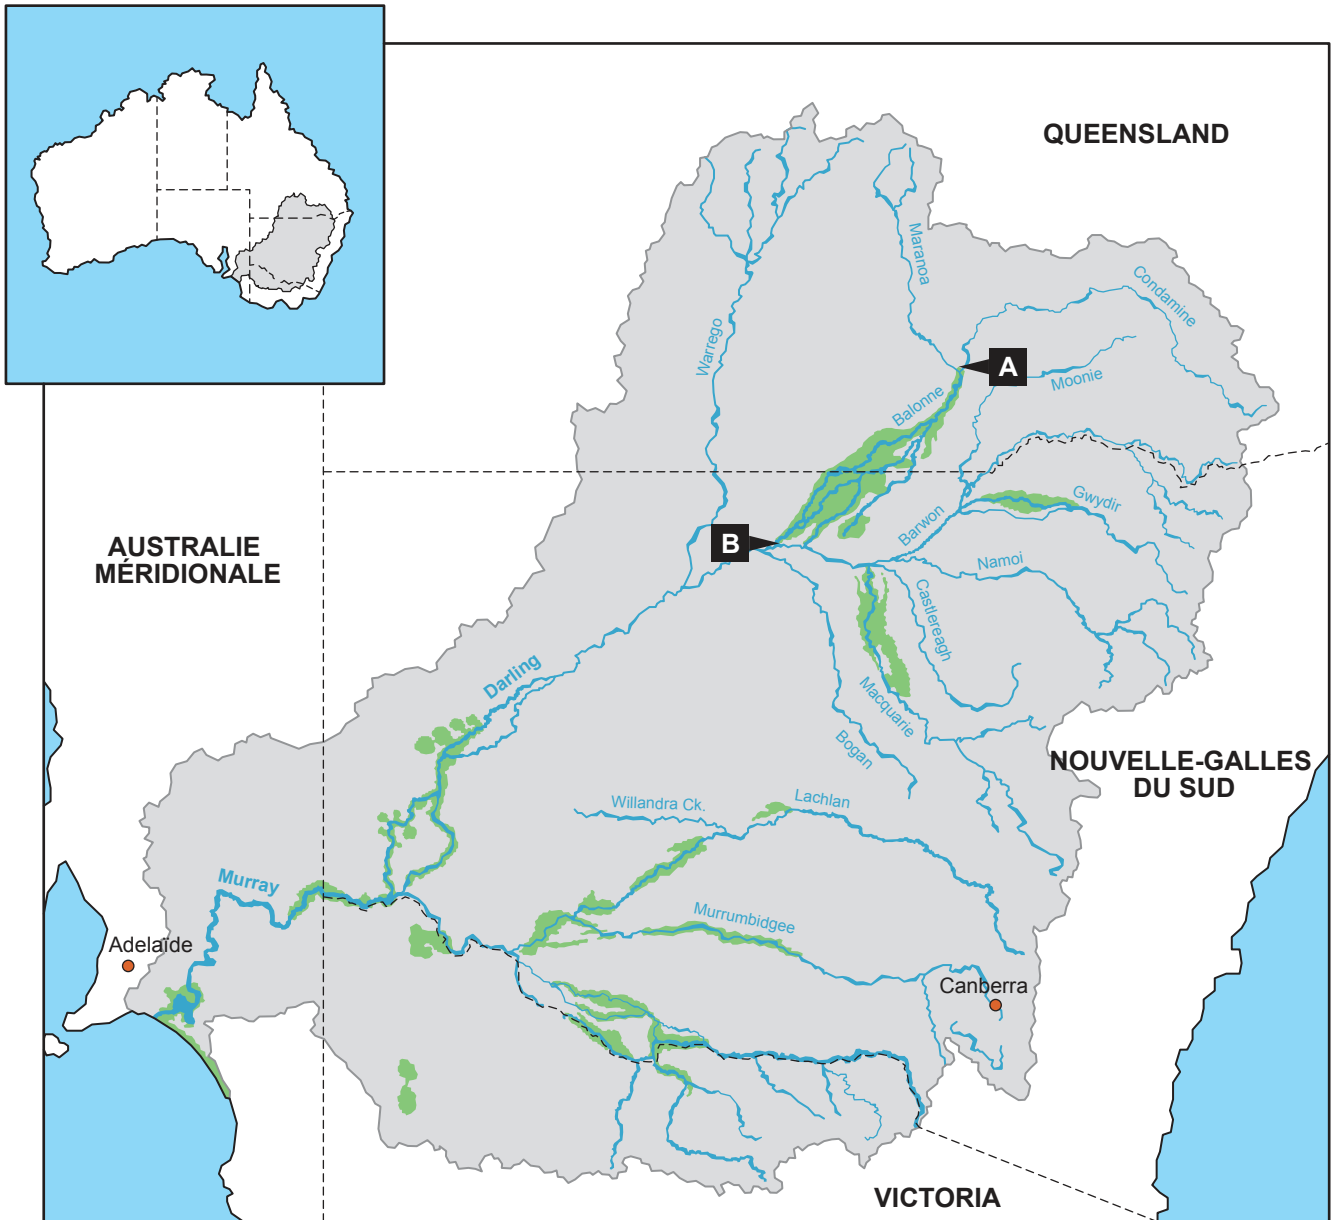 QUEENSLAND
Maranoa
Condamine
Warrego
A
Moonie
Balonne
Gwydir
Barwon
B
AUSTRALIE
MÉRIDIONALE
Namoi
Castlereagh
Darling
Macquarie
Bogan
NOUVELLE-GALLES
DU SUD
Willandra Ck.
Lachlan
Murray
Murrumbidgee
Adelaïde
Canberra
VICTORIA